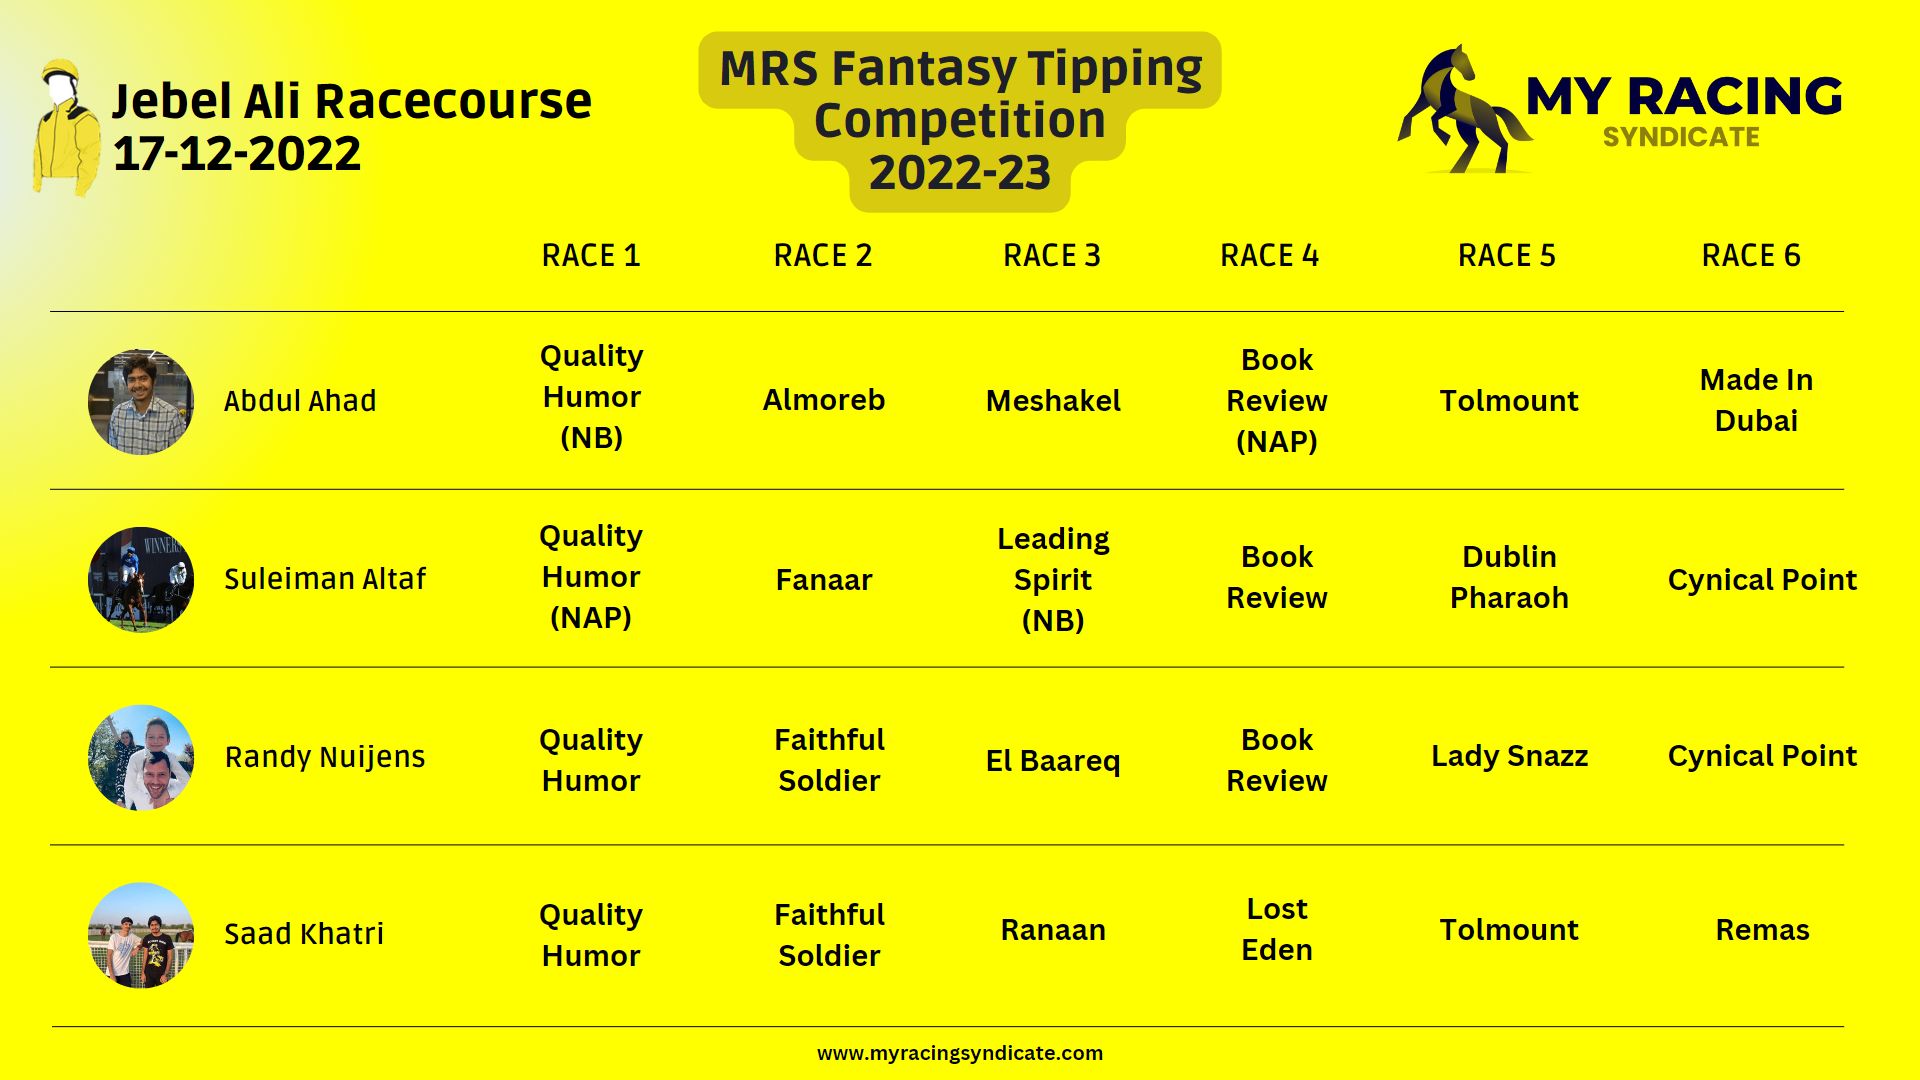 Jebel Ali Racecourse
17-12-2022
MRS Fantasy Tipping
Competition
2022-23
MY RACING
SYNDICATE
RACE 1 RACE 2 RACE 3 RACE 4 RACE 5 RACE 6
Abdul Ahad
Quality
Humor
(NB)
Almoreb
Meshakel
Book
Review
(NAP)
Tolmount
Made In
Dubai
WINNERS
Suleiman Altaf
Quality
Humor
(NAP)
Fanaar
Leading
Spirit
(NB)
Book
Review
Dublin
Pharaoh
Cynical Point
Randy Nuijens
Quality
Humor
Faithful
Soldier
El Baareq
Book
Review
Lady Snazz
Cynical Point
Saad Khatri
Quality
Humor
Faithful
Soldier
Ranaan
Lost
Eden
Tolmount
Remas
www.myracingsyndicate.com